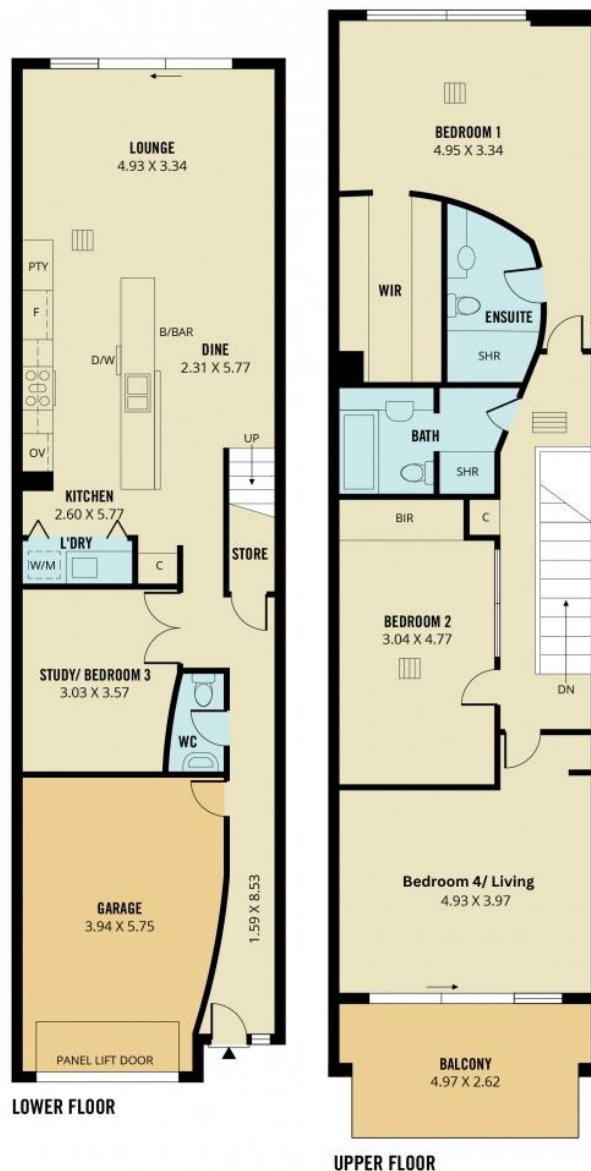 LOUNGE
4.93 X 3.34
PTY
F
B/BAR
D/W
DINE
2.31 X 5.77
OV
UP
KITCHEN
2.60 X 5.77
L'DRY
W/M
C
STORE
STUDY/ BEDROOM 3
3.03 X 3.57
WC
GARAGE
3.94 X 5.75
1.59 X 8.53
PANEL LIFT DOOR
LOWER FLOOR
BEDROOM 1
4.95 X 3.34
WIR
ENSUITE
SHR
BATH
SHR
BIR
C
BEDROOM 2
3.04 X 4.77
DN
Bedroom 4/ Living
4.93 X 3.97
BALCONY
4.97 X 2.62
UPPER FLOOR